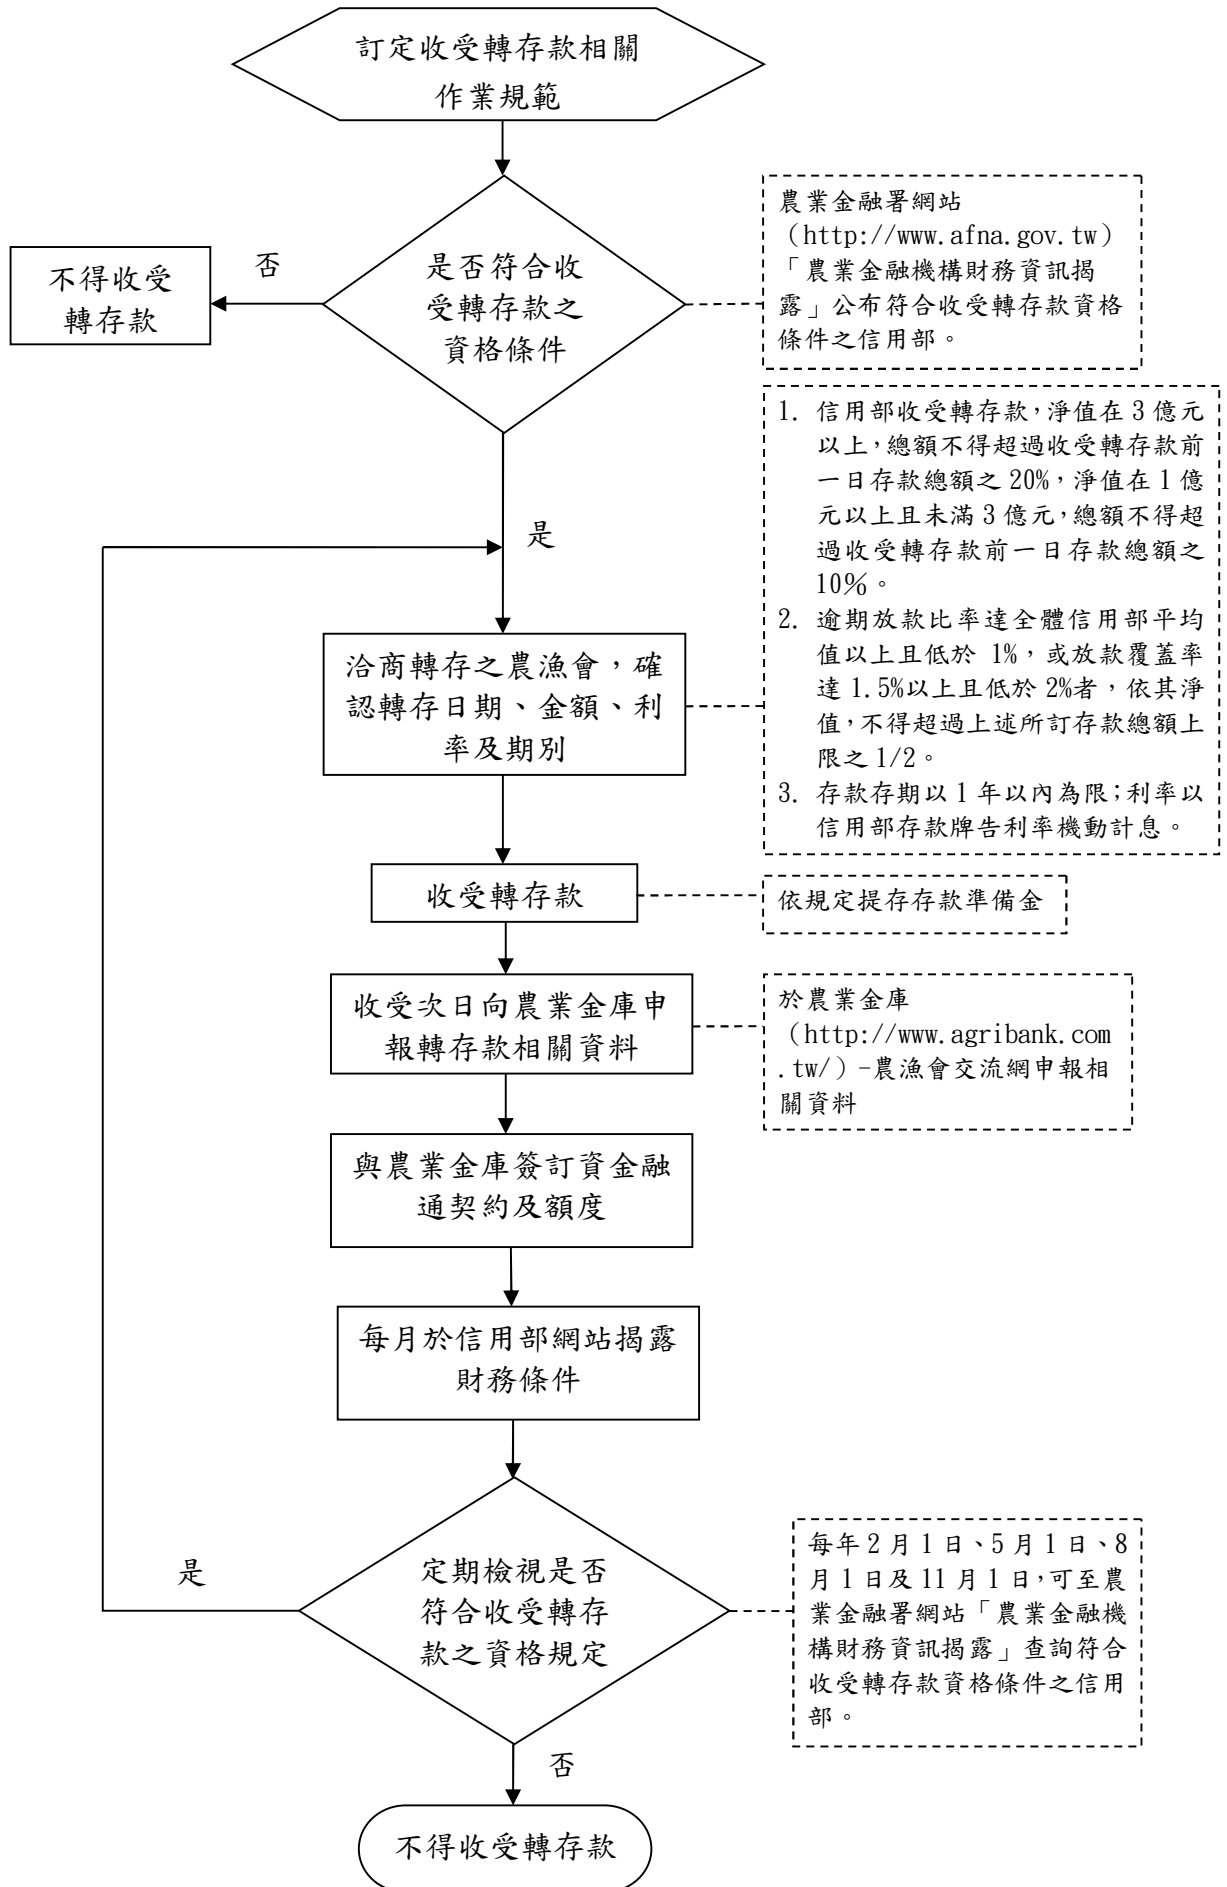 訂定收受轉存款相關
作業規範
農業金融署網站
（http://www.afna.gov.tw）
「農業金融機構財務資訊揭
露」公布符合收受轉存款資格
條件之信用部。
是否符合收
受轉存款之
資格條件
否
不得收受
轉存款
是
1. 信用部收受轉存款，淨值在 3 億元
以上，總額不得超過收受轉存款前
一日存款總額之 20%，淨值在 1 億
元以上且未滿 3 億元，總額不得超
過收受轉存款前一日存款總額之
10%。
2. 逾期放款比率達全體信用部平均
值以上且低於 1%，或放款覆蓋率
達 1.5%以上且低於 2%者，依其淨
值，不得超過上述所訂存款總額上
限之 1/2。
3. 存款存期以 1 年以內為限；利率以
信用部存款牌告利率機動計息。
洽商轉存之農漁會，確
認轉存日期、金額、利
率及期別
收受轉存款
依規定提存存款準備金
收受次日向農業金庫申
報轉存款相關資料
於農業金庫
（http://www.agribank.com
.tw/）-農漁會交流網申報相
關資料
與農業金庫簽訂資金融
通契約及額度
每月於信用部網站揭露
財務條件
定期檢視是否
符合收受轉存
款之資格規定
是
每年 2 月 1 日、5 月 1 日、8
月 1 日及 11 月 1 日，可至農
業金融署網站「農業金融機
構財務資訊揭露」查詢符合
收受轉存款資格條件之信用
部。
否
不得收受轉存款